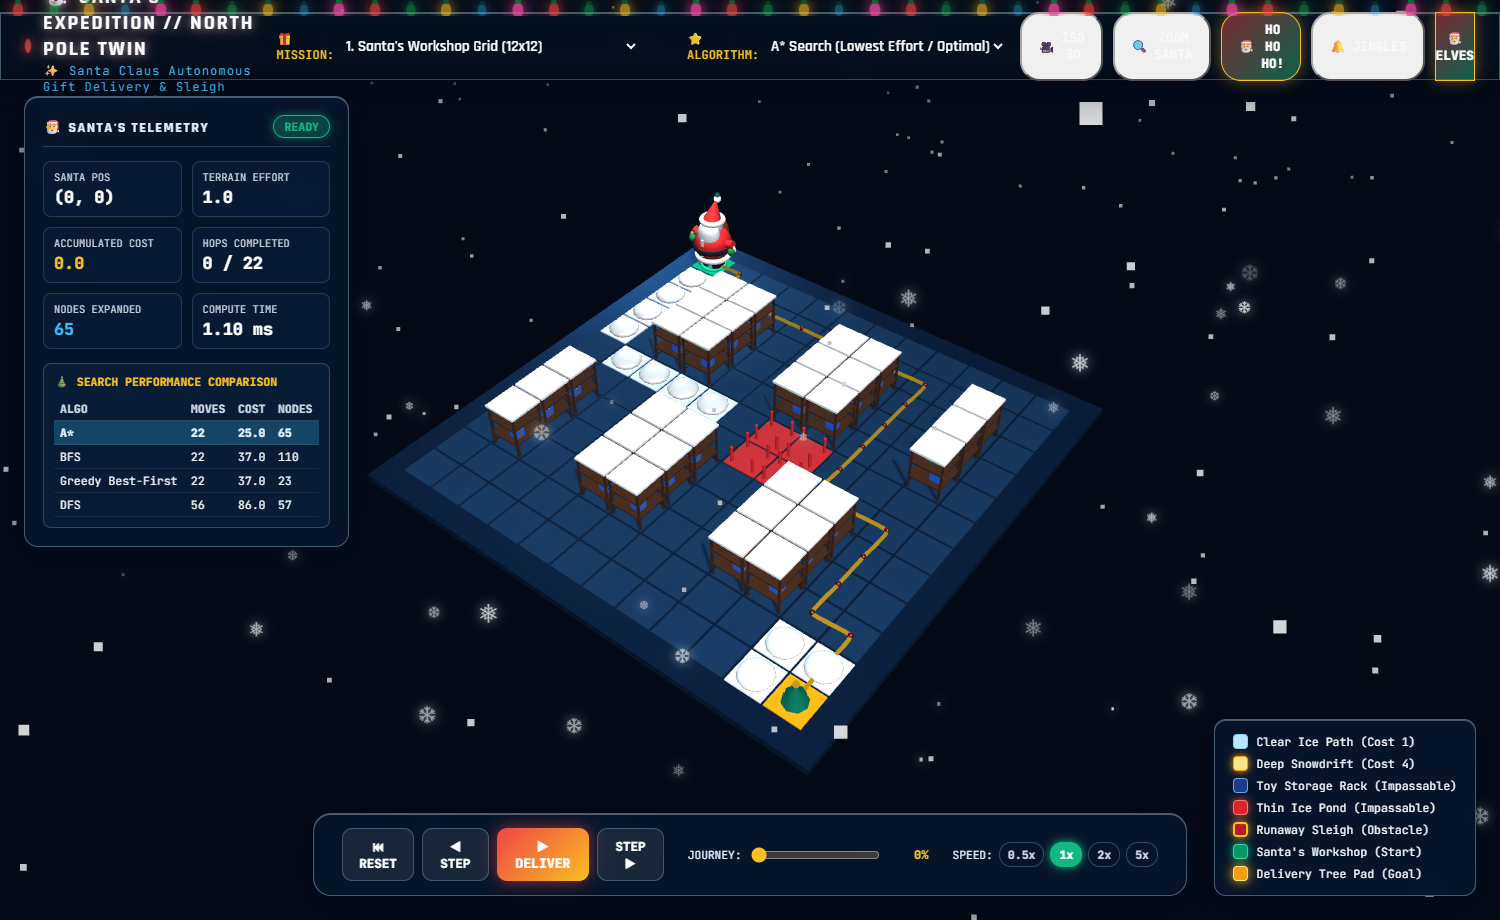 SANTA'S
EXPEDITION // NORTH
POLE TWIN
✨ Santa Claus Autonomous
Gift Delivery & Sleigh
MISSION:
1. Santa's Workshop Grid (12x12)
ALGORITHM:
A* Search (Lowest Effort / Optimal)
ISO
3D
ZOOM
SANTA
HO
HO
HO!
JINGLES
ELVES
SANTA'S TELEMETRY
READY
SANTA POS
(0, 0)
TERRAIN EFFORT
1.0
ACCUMULATED COST
0.0
HOPS COMPLETED
0 / 22
NODES EXPANDED
65
COMPUTE TIME
1.10 ms
SEARCH PERFORMANCE COMPARISON
ALGO MOVES COST NODES
A* 22 25.0 65
BFS 22 37.0 110
Greedy Best-First 22 37.0 23
DFS 56 86.0 57
Clear Ice Path (Cost 1)
Deep Snowdrift (Cost 4)
Toy Storage Rack (Impassable)
Thin Ice Pond (Impassable)
Runaway Sleigh (Obstacle)
Santa's Workshop (Start)
Delivery Tree Pad (Goal)
⏮
RESET
◀
STEP
▶
DELIVER
STEP
▶
JOURNEY:
0%
SPEED:
0.5x
1x
2x
5x